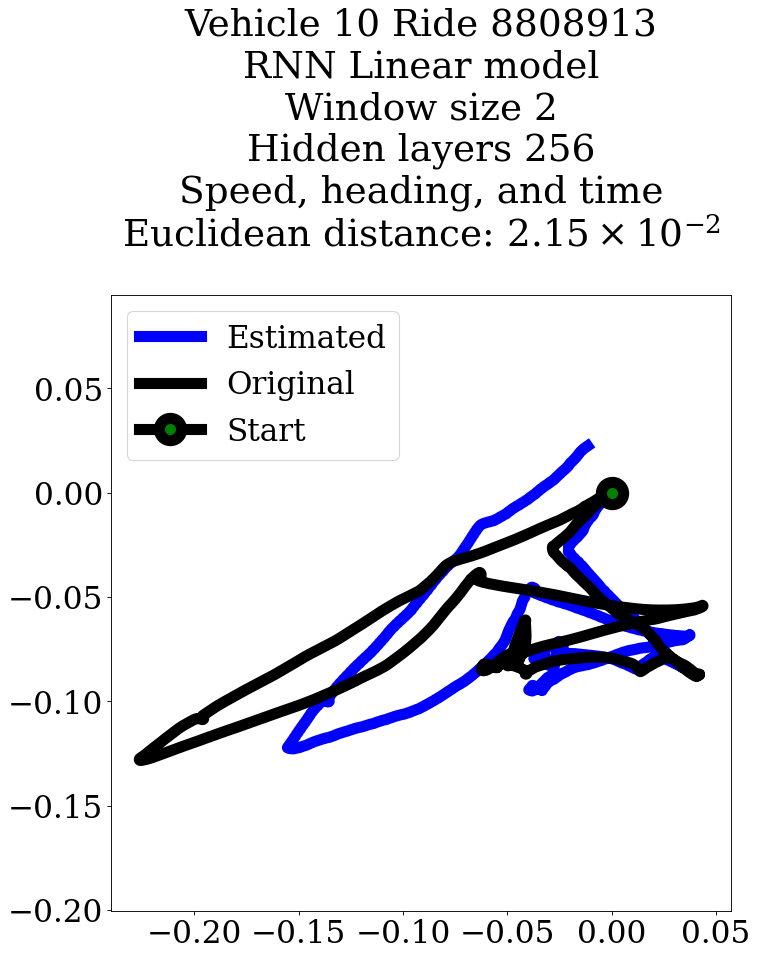 Vehicle 10 Ride 8808913
RNN Linear model
Window size 2
Hidden layers 256
Speed, heading, and time
Euclidean distance: 2.15 × 10⁻²
Estimated
Original
Start
0.05
0.00
−0.05
−0.10
−0.15
−0.20
−0.20 −0.15 −0.10 −0.05 0.00 0.05